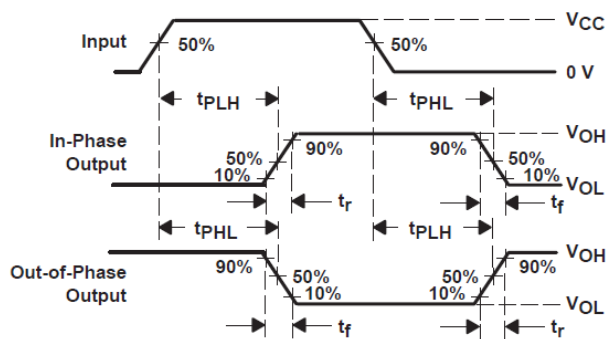 VCC
Input 50% 50%
0 V
tPLH tPHL
In-Phase
Output
90% 90% VOH
50% 50%
10% 10% VOL
tr tf
tPHL tPLH
Out-of-Phase
Output
90% 90% VOH
50% 50%
10% 10% VOL
tf tr